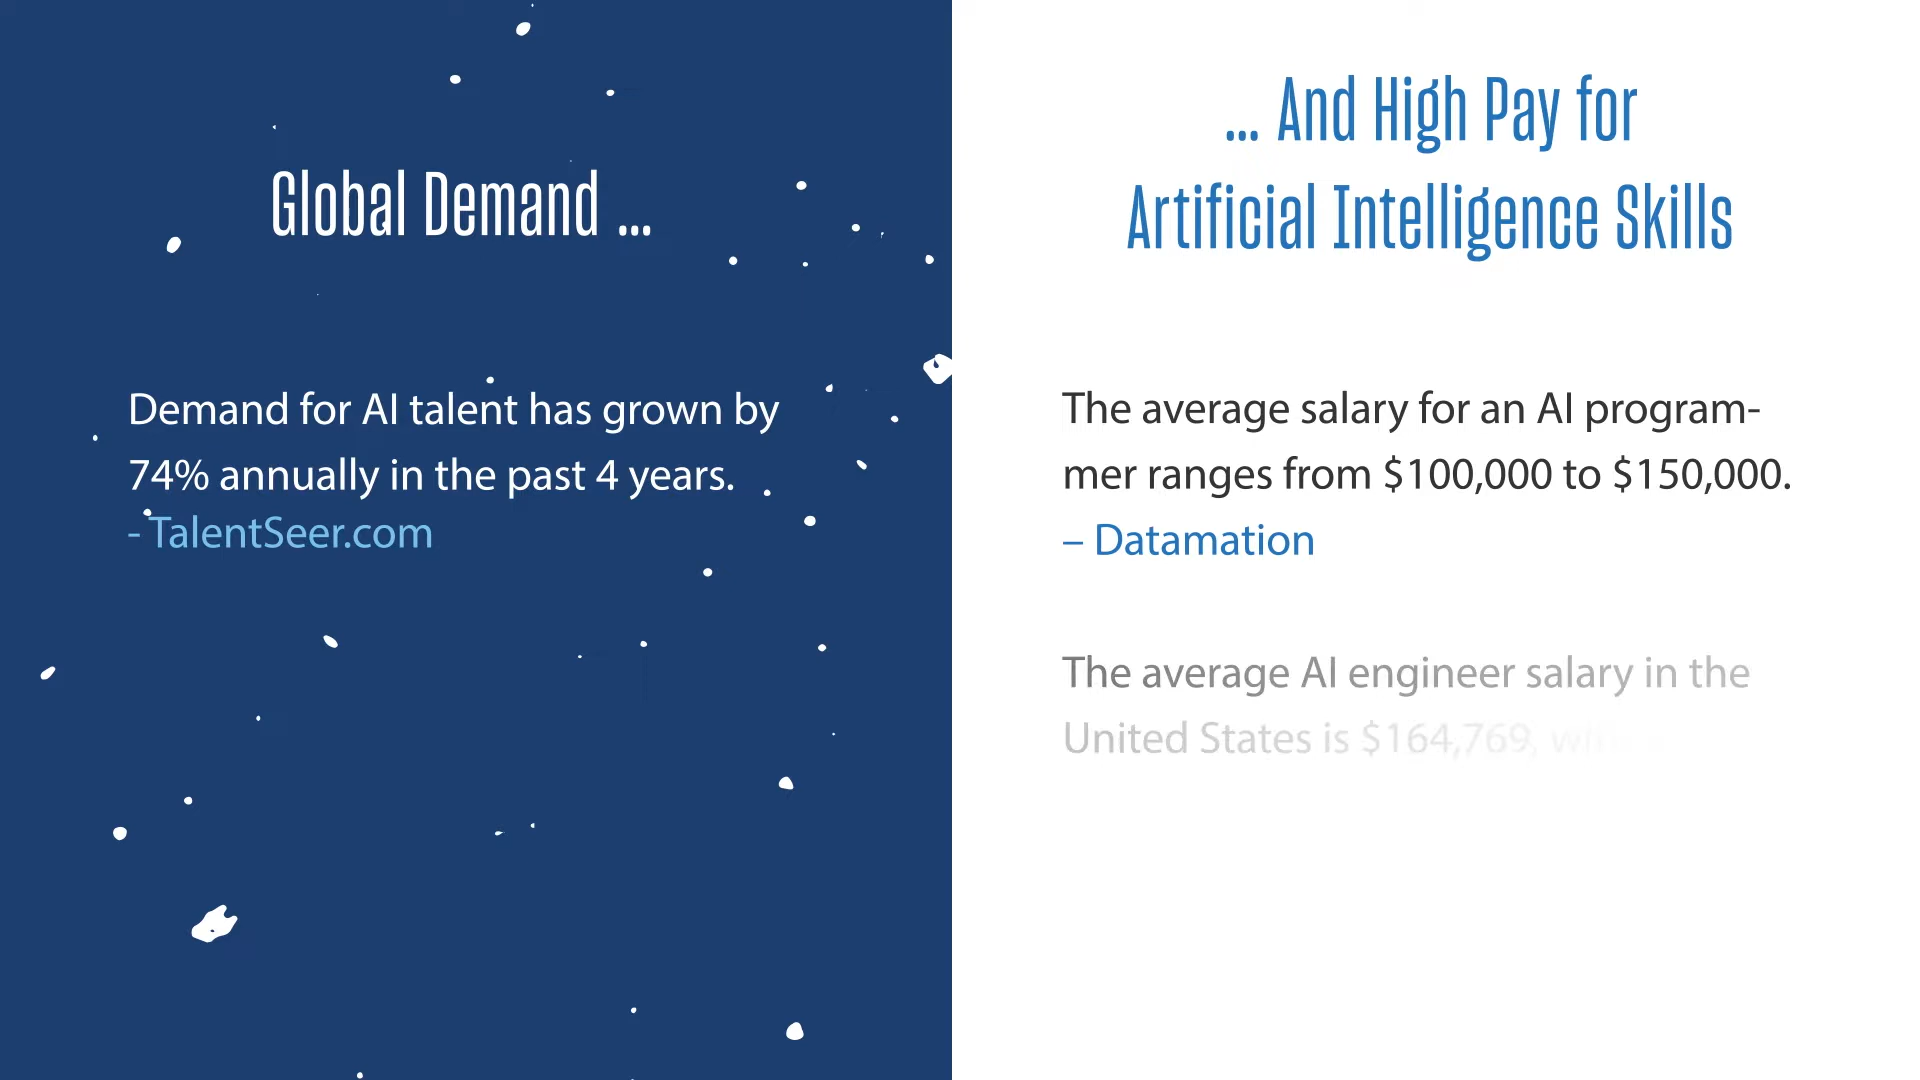 Global Demand ...
Demand for AI talent has grown by
74% annually in the past 4 years.
- TalentSeer.com
... And High Pay for
Artificial Intelligence Skills
The average salary for an AI program-
mer ranges from $100,000 to $150,000.
– Datamation
The average AI engineer salary in the
United States is $164,769,